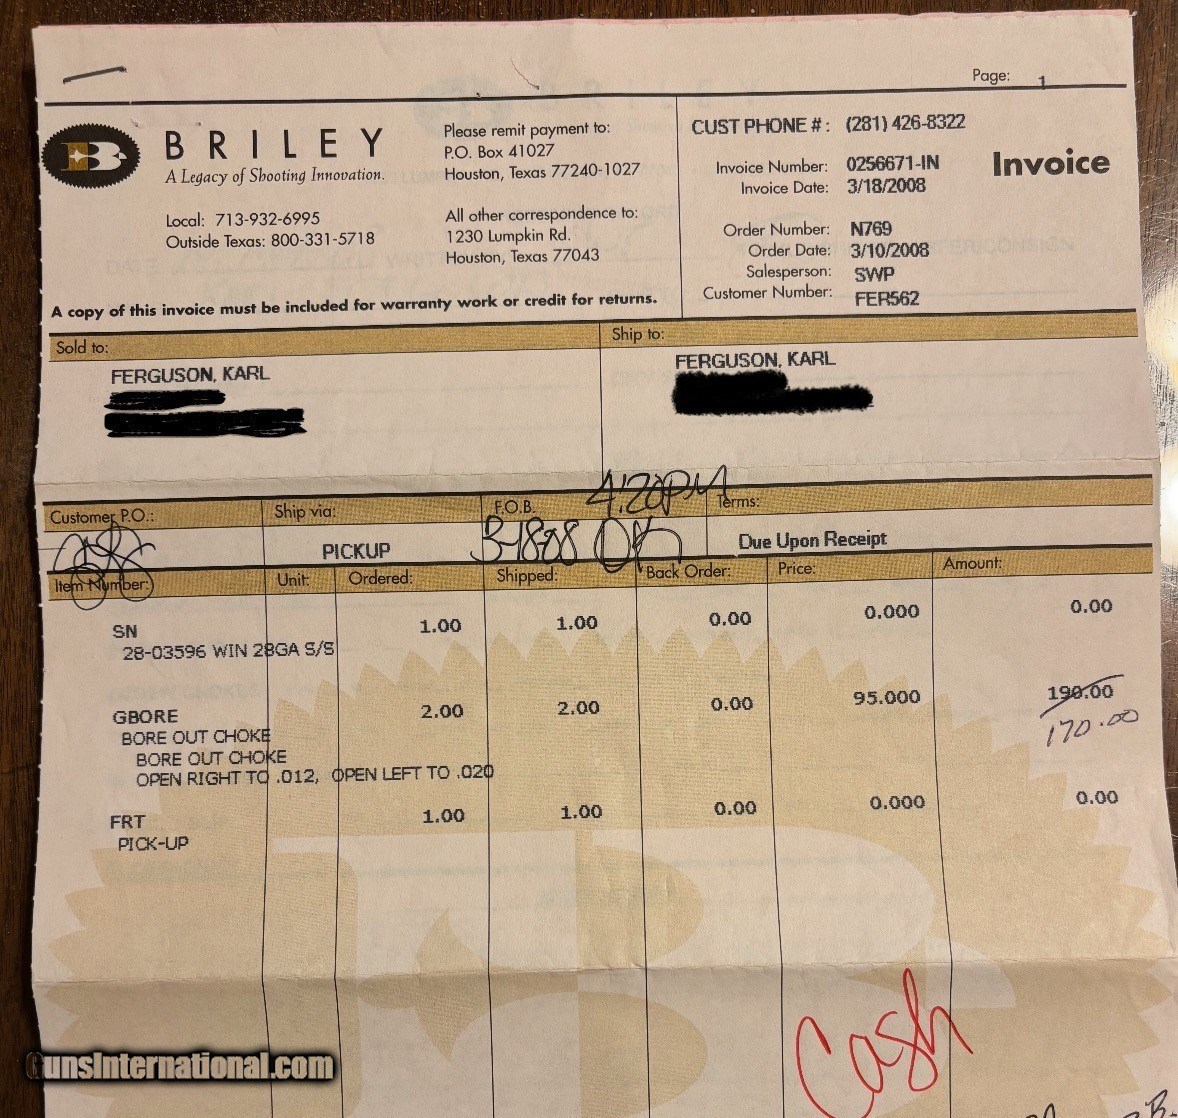 Page: 1
BRILEY
A Legacy of Shooting Innovation.
Local: 713-932-6995
Outside Texas: 800-331-5718
Please remit payment to:
P.O. Box 41027
Houston, Texas 77240-1027
All other correspondence to:
1230 Lumpkin Rd.
Houston, Texas 77043
CUST PHONE #: (281) 426-8322
Invoice Number: 0256671-IN
Invoice Date: 3/18/2008
Invoice
Order Number: N769
Order Date: 3/10/2008
Salesperson: SWP
Customer Number: FER562
A copy of this invoice must be included for warranty work or credit for returns.
Sold to: Ship to:
FERGUSON, KARL FERGUSON, KARL
4:20PM
Customer P.O.: Ship via: F.O.B. Terms:
PICKUP 3-18-08 Due Upon Receipt
Item Number: Unit: Ordered: Shipped: Back Order: Price: Amount:
SN 1.00 1.00 0.00 0.000 0.00
28-03596 WIN 28GA S/S
GBORE 2.00 2.00 0.00 95.000 190.00
170.00
BORE OUT CHOKE
BORE OUT CHOKE
OPEN RIGHT TO .012, OPEN LEFT TO .020
FRT 1.00 1.00 0.00 0.000 0.00
PICK-UP
Cash
GunsInternational.com